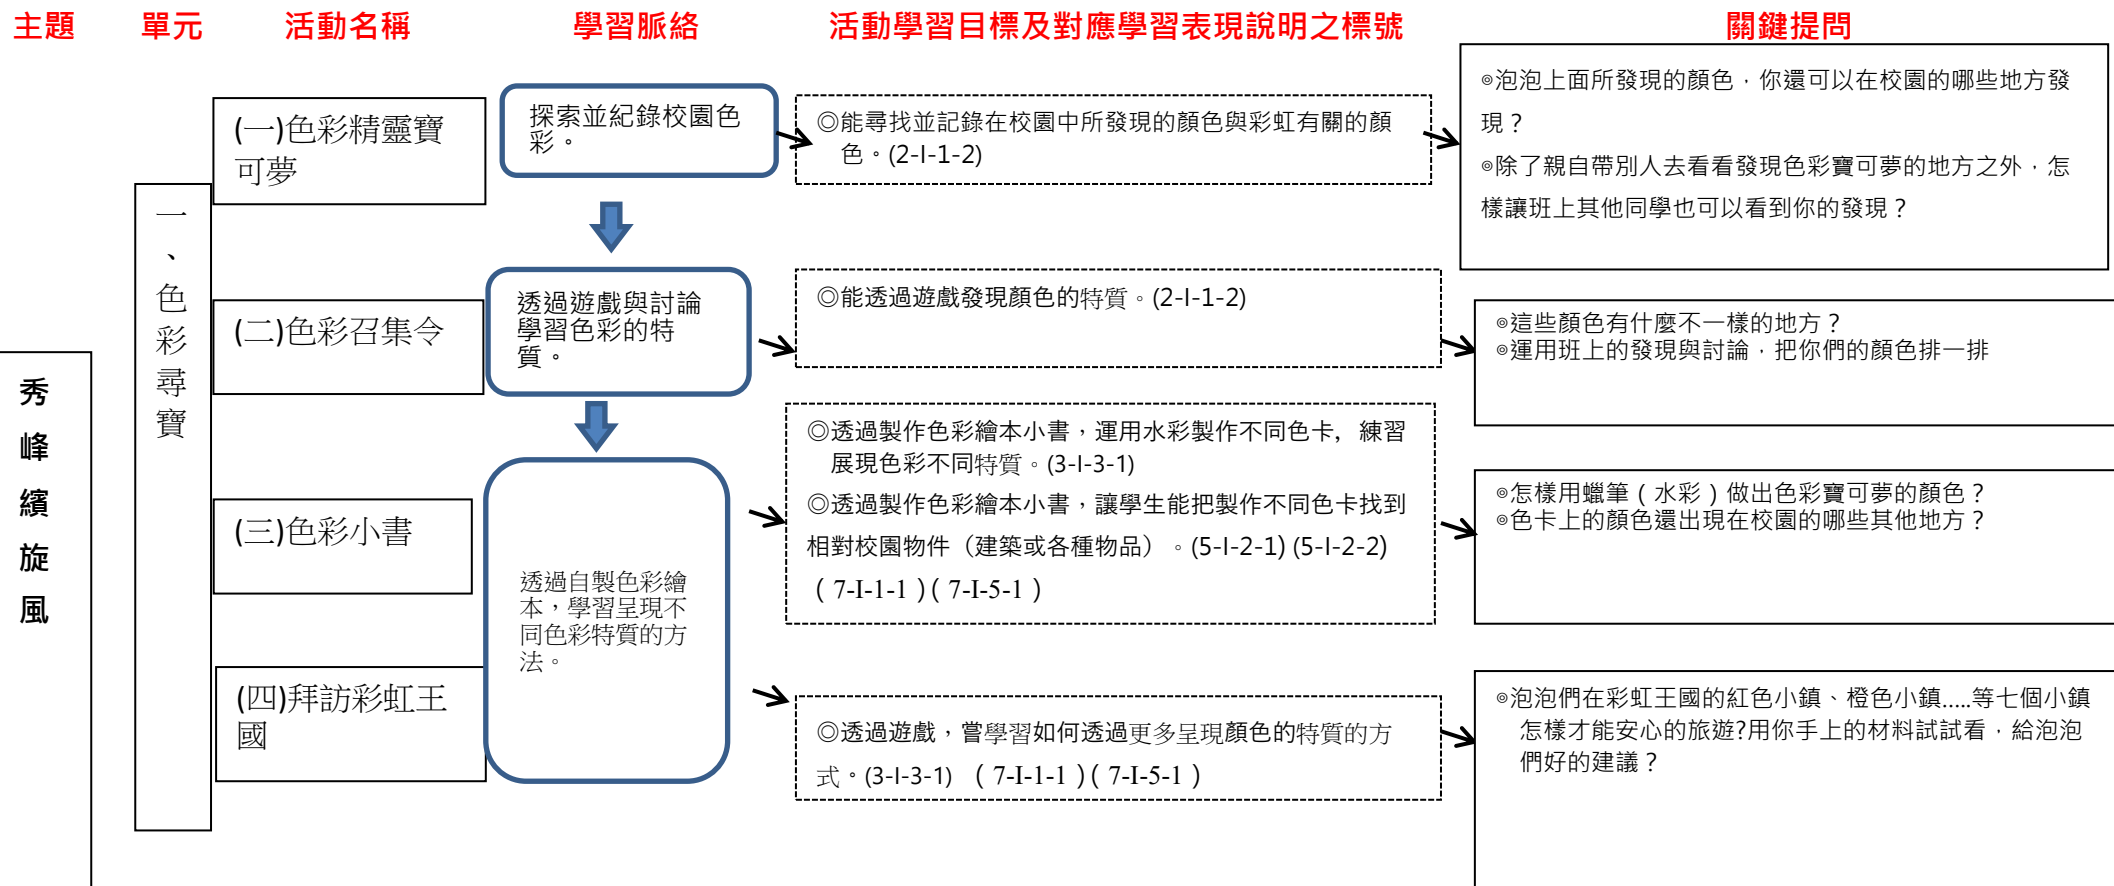 主題 單元 活動名稱 學習脈絡 活動學習目標及對應學習表現說明之標號 關鍵提問
秀峰繽旋風
一、色彩尋寶
(一)色彩精靈寶
可夢
探索並紀錄校園色
彩。
◎能尋找並記錄在校園中所發現的顏色與彩虹有關的顏
色。(2-I-1-2)
◎泡泡上面所發現的顏色，你還可以在校園的哪些地方發
現？
◎除了親自帶別人去看看發現色彩寶可夢的地方之外，怎
樣讓班上其他同學也可以看到你的發現？
(二)色彩召集令
透過遊戲與討論
學習色彩的特
質。
◎能透過遊戲發現顏色的特質。(2-I-1-2)
◎這些顏色有什麼不一樣的地方？
◎運用班上的發現與討論，把你們的顏色排一排
(三)色彩小書
透過自製色彩繪
本，學習呈現不
同色彩特質的方
法。
◎透過製作色彩繪本小書，運用水彩製作不同色卡，練習
展現色彩不同特質。(3-I-3-1)
◎透過製作色彩繪本小書，讓學生能把製作不同色卡找到
相對校園物件（建築或各種物品）。(5-I-2-1) (5-I-2-2)
（7-I-1-1）（7-I-5-1）
◎怎樣用蠟筆（水彩）做出色彩寶可夢的顏色？
◎色卡上的顏色還出現在校園的哪些其他地方？
(四)拜訪彩虹王
國
◎透過遊戲，嘗學習如何透過更多呈現顏色的特質的方
式。(3-I-3-1) （7-I-1-1）（7-I-5-1）
◎泡泡們在彩虹王國的紅色小鎮、橙色小鎮.....等七個小鎮
怎樣才能安心的旅遊?用你手上的材料試試看，給泡泡
們好的建議？